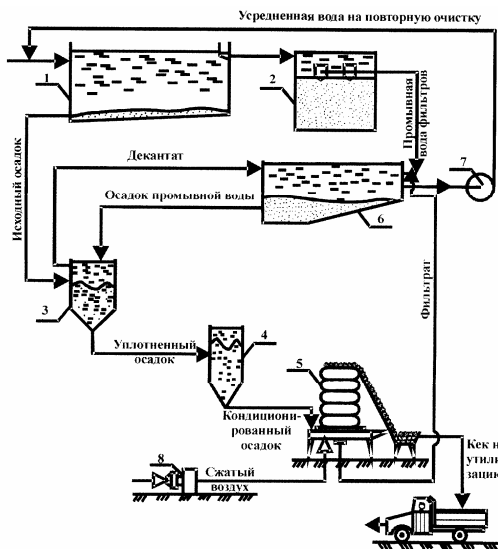 Усредненная вода на повторную очистку
1
2
Промывная
вода фильтров
7
Исходный осадок
Декантат
Осадок промывной воды
6
3
Фильтрат
Уплотненный
осадок
4
5
Кондициони-
рованный
осадок
Кек н
утили
зацию
8
Сжатый
воздух